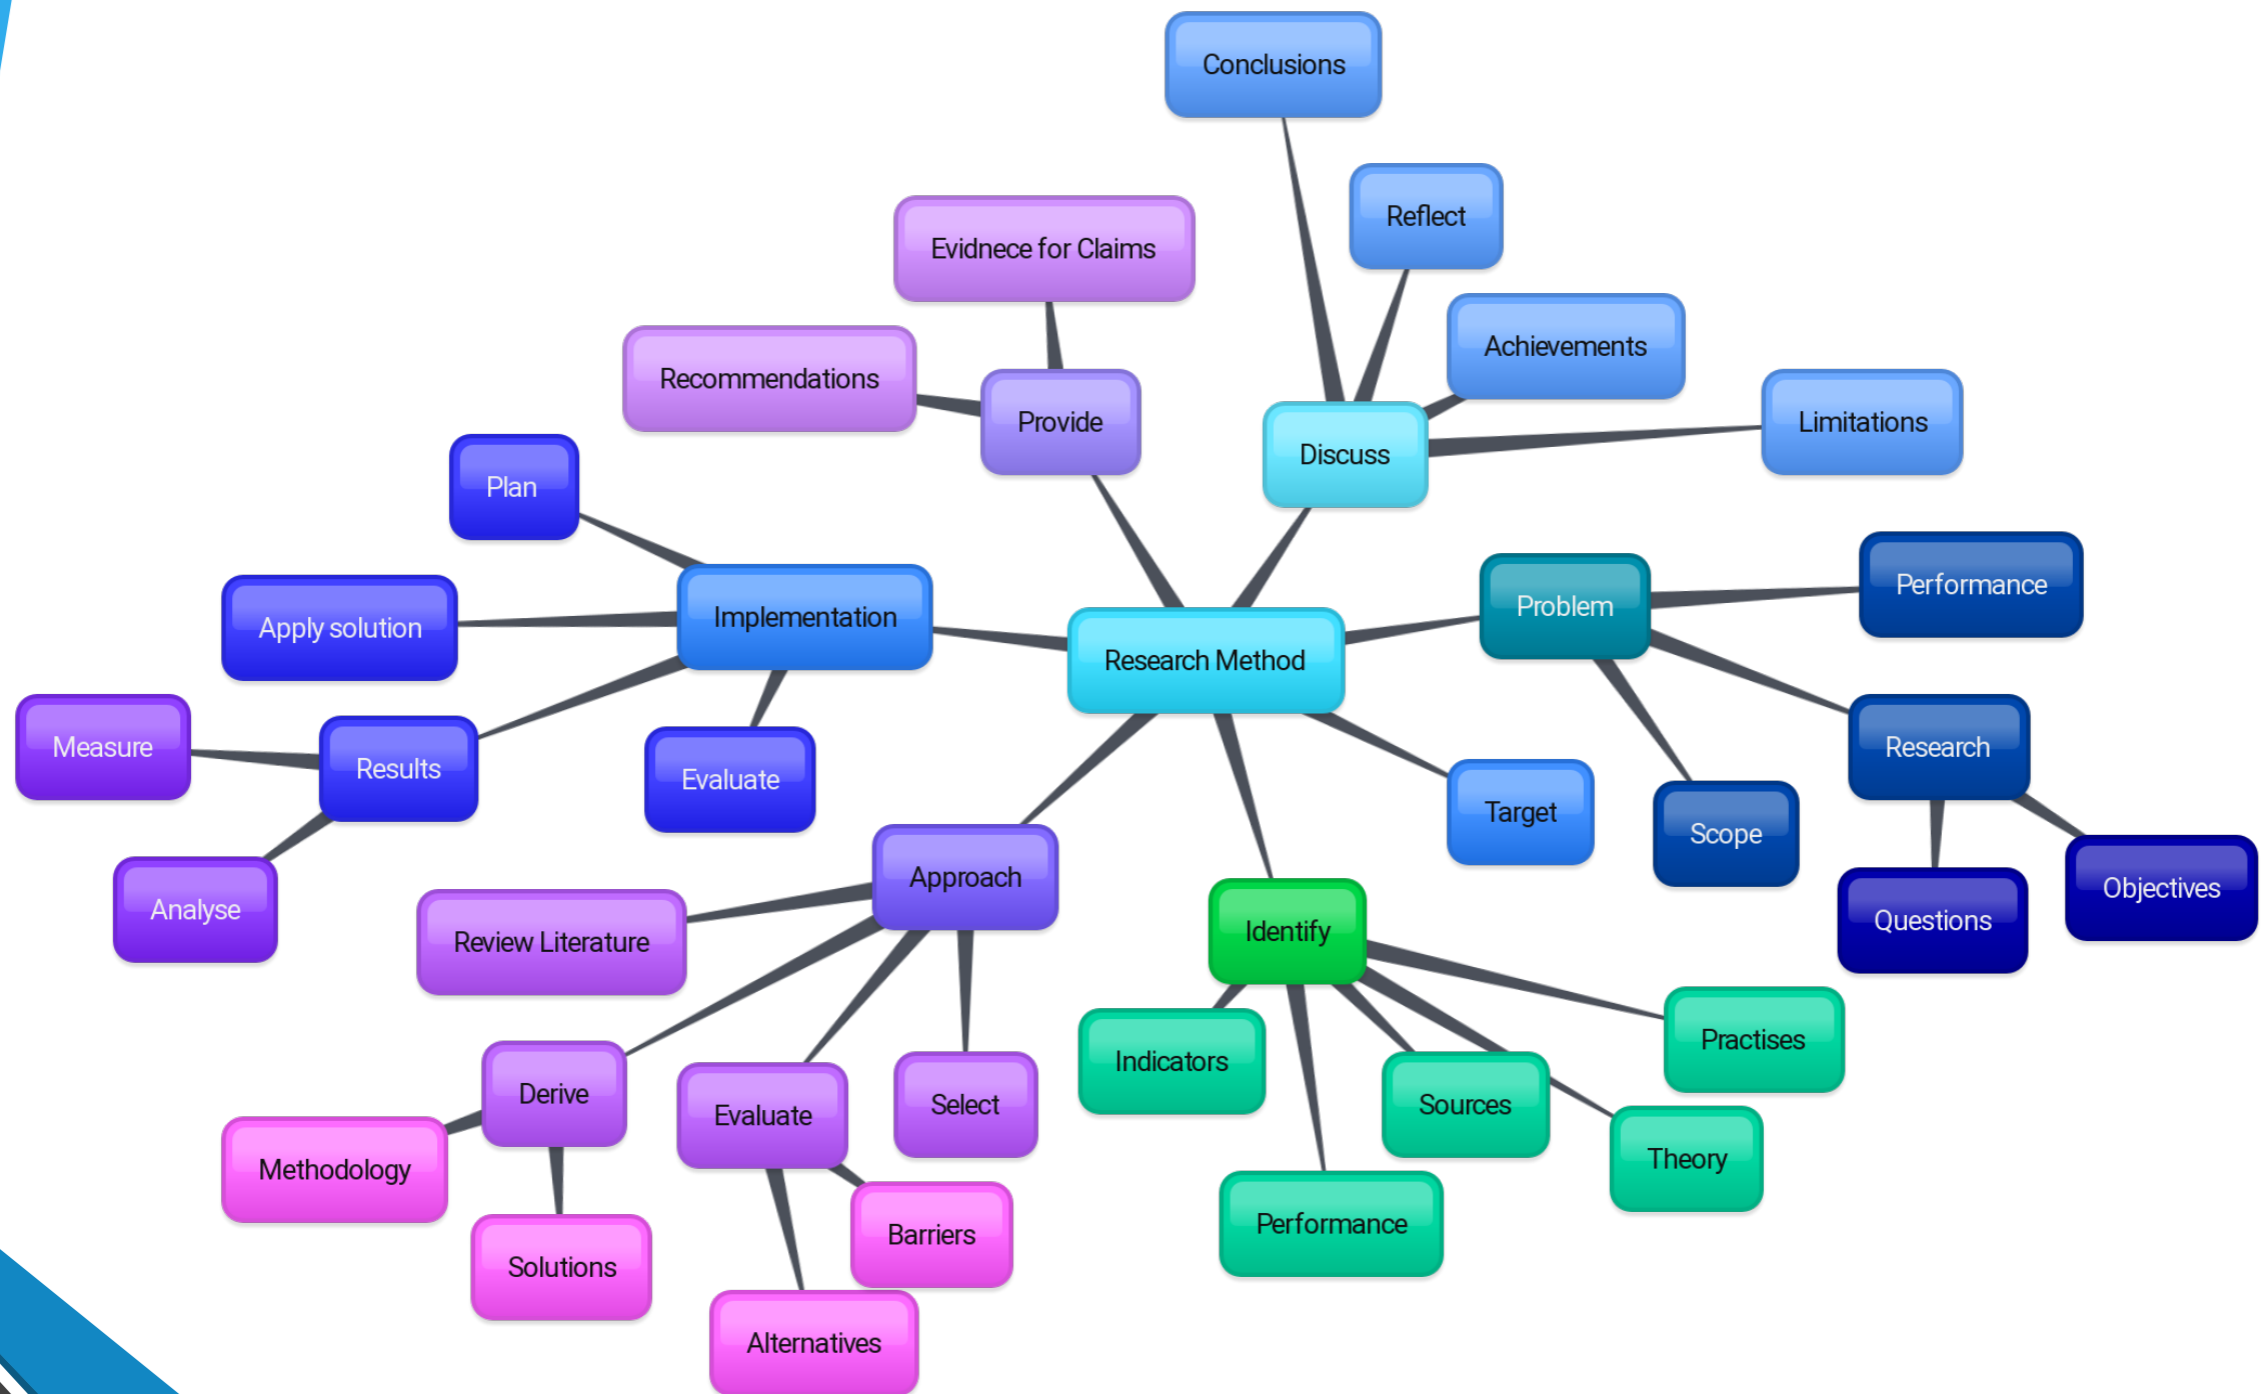 Conclusions
Reflect
Evidnece for Claims
Achievements
Recommendations
Provide
Limitations
Discuss
Plan
Performance
Problem
Implementation
Apply solution
Research Method
Measure
Research
Results
Evaluate
Target
Scope
Approach
Objectives
Analyse
Questions
Identify
Review Literature
Practises
Indicators
Derive
Select
Sources
Evaluate
Theory
Methodology
Performance
Barriers
Solutions
Alternatives